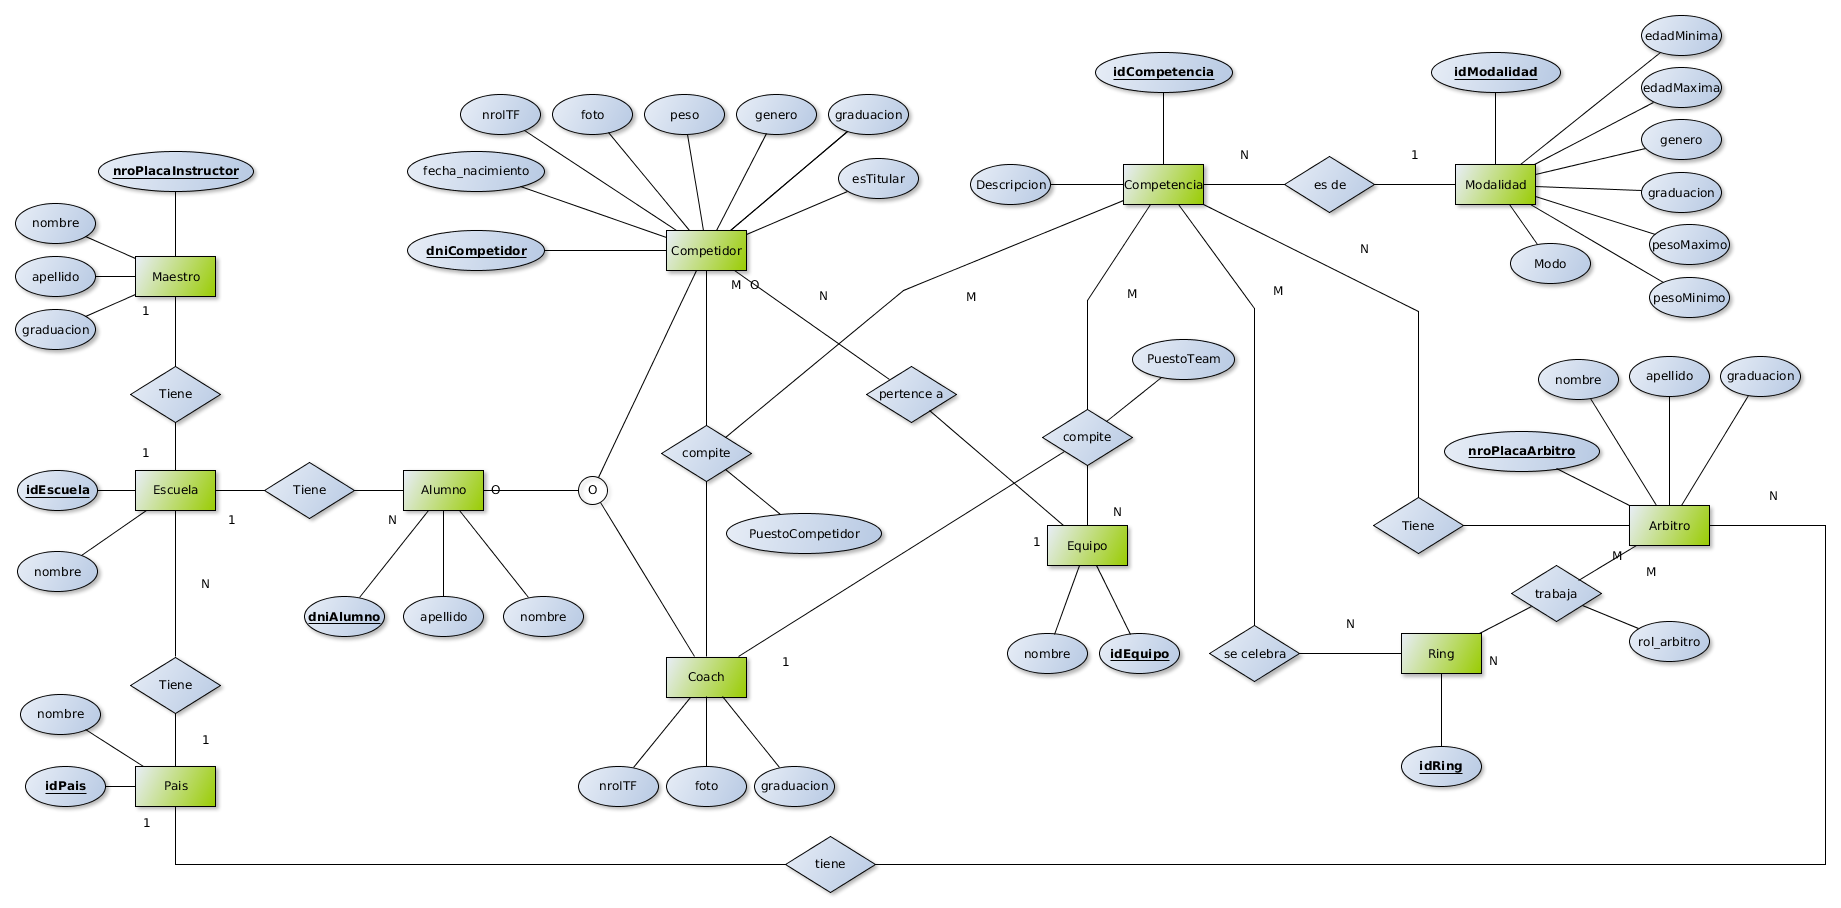 edadMinima
idCompetencia
idModalidad
edadMaxima
nroITF
foto
peso
genero
graduacion
genero
N
1
nroPlacaInstructor
fecha_nacimiento
esTitular
Descripcion
Competencia
es de
Modalidad
graduacion
nombre
dniCompetidor
Competidor
N
pesoMaximo
Modo
apellido
Maestro
M
O
N
M
M
M
pesoMinimo
1
graduacion
PuestoTeam
nombre
apellido
graduacion
Tiene
pertence a
compite
1
compite
nroPlacaArbitro
idEscuela
Escuela
Tiene
Alumno
O
O
N
1
N
PuestoCompetidor
N
Tiene
Arbitro
1
Equipo
M
nombre
N
M
trabaja
dniAlumno
apellido
nombre
N
rol_arbitro
nombre
idEquipo
se celebra
Ring
N
1
Tiene
Coach
nombre
1
idPais
Pais
nroITF
foto
graduacion
idRing
1
tiene